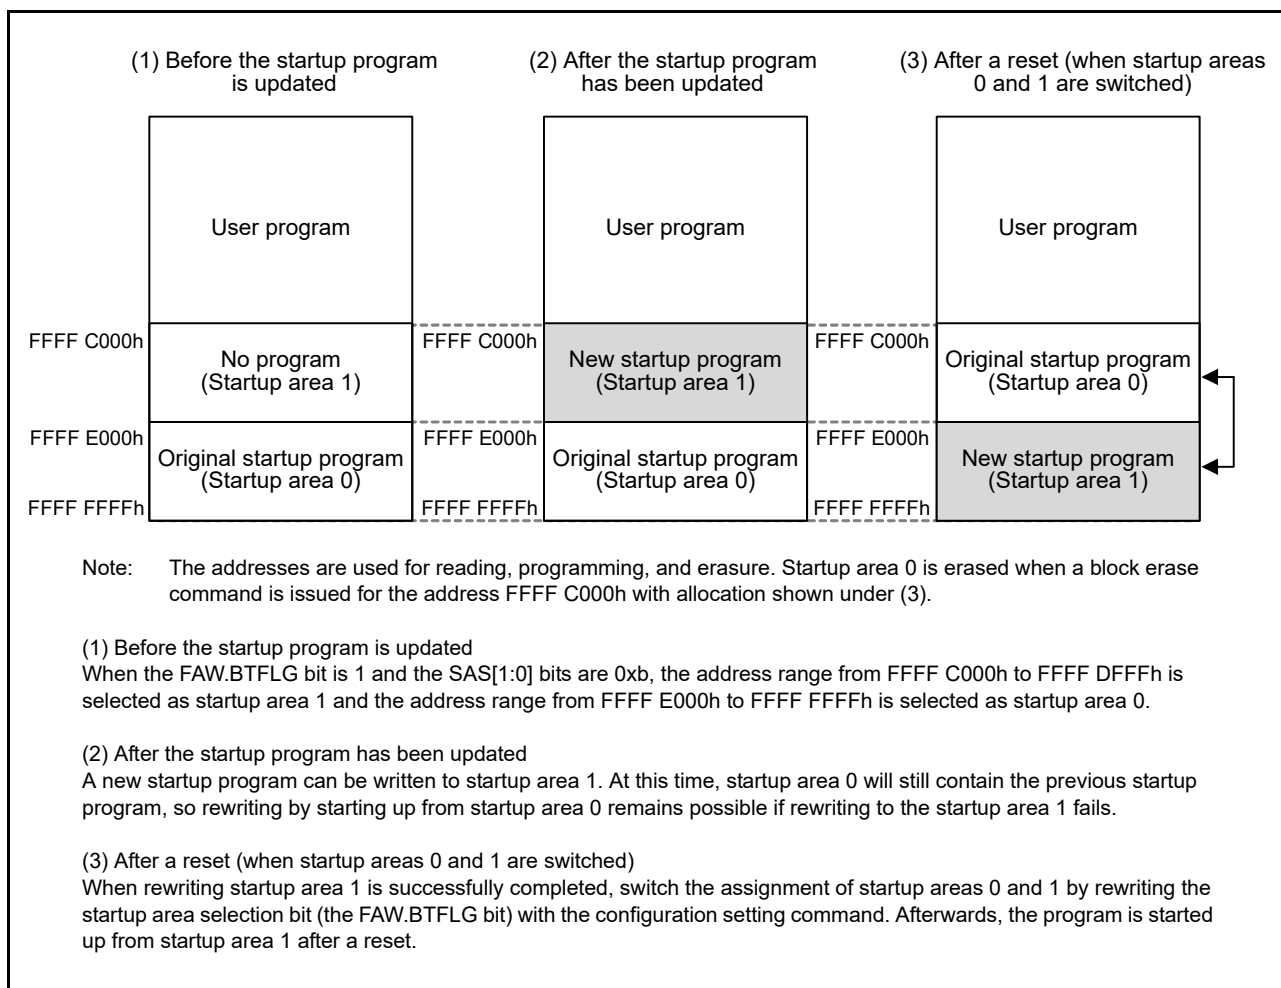 (1) Before the startup program
is updated
(2) After the startup program
has been updated
(3) After a reset (when startup areas
0 and 1 are switched)
User program
User program
User program
FFFF C000h
No program
(Startup area 1)
FFFF C000h
New startup program
(Startup area 1)
FFFF C000h
Original startup program
(Startup area 0)
FFFF E000h
Original startup program
(Startup area 0)
FFFF E000h
Original startup program
(Startup area 0)
FFFF E000h
New startup program
(Startup area 1)
FFFF FFFFh
FFFF FFFFh
FFFF FFFFh
Note: The addresses are used for reading, programming, and erasure. Startup area 0 is erased when a block erase
command is issued for the address FFFF C000h with allocation shown under (3).
(1) Before the startup program is updated
When the FAW.BTFLG bit is 1 and the SAS[1:0] bits are 0xb, the address range from FFFF C000h to FFFF DFFFh is
selected as startup area 1 and the address range from FFFF E000h to FFFF FFFFh is selected as startup area 0.
(2) After the startup program has been updated
A new startup program can be written to startup area 1. At this time, startup area 0 will still contain the previous startup
program, so rewriting by starting up from startup area 0 remains possible if rewriting to the startup area 1 fails.
(3) After a reset (when startup areas 0 and 1 are switched)
When rewriting startup area 1 is successfully completed, switch the assignment of startup areas 0 and 1 by rewriting the
startup area selection bit (the FAW.BTFLG bit) with the configuration setting command. Afterwards, the program is started
up from startup area 1 after a reset.